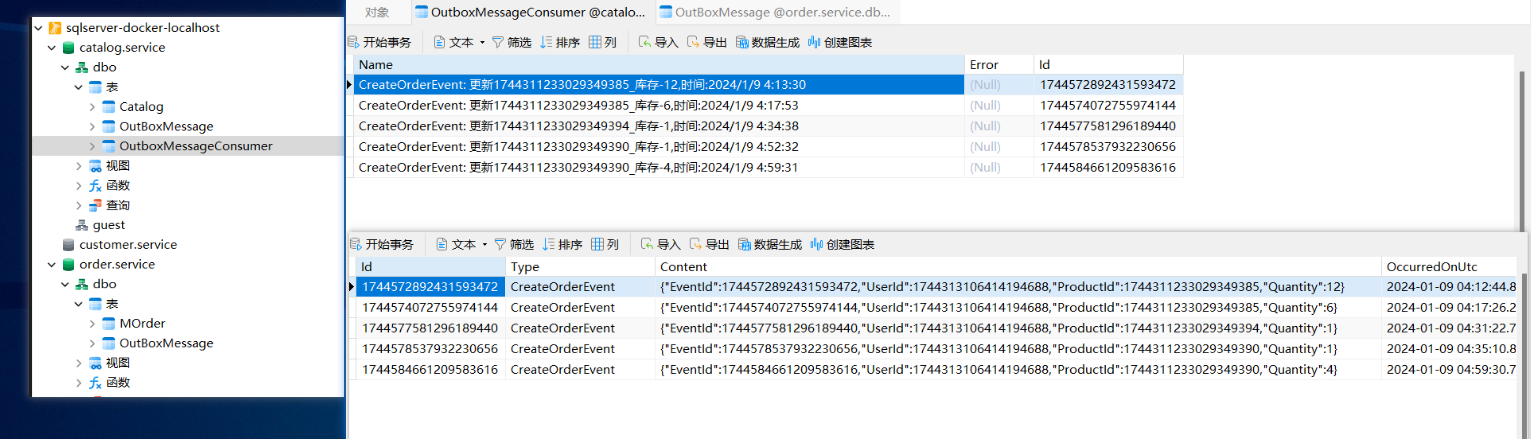 sqlserver-docker-localhost
catalog.service
dbo
表
Catalog
OutBoxMessage
OutboxMessageConsumer
视图
函数
查询
guest
customer.service
order.service
dbo
表
MOrder
OutBoxMessage
视图
函数
对象 OutboxMessageConsumer @catalo... OutBoxMessage @order.service.db...
开始事务 文本 筛选 排序 列 导入 导出 数据生成 创建图表
Name Error Id
CreateOrderEvent: 更新1744311233029349385_库存-12,时间:2024/1/9 4:13:30 (Null) 1744572892431593472
CreateOrderEvent: 更新1744311233029349385_库存-6,时间:2024/1/9 4:17:53 (Null) 1744574072755974144
CreateOrderEvent: 更新1744311233029349394_库存-1,时间:2024/1/9 4:34:38 (Null) 1744577581296189440
CreateOrderEvent: 更新1744311233029349390_库存-1,时间:2024/1/9 4:52:32 (Null) 1744578537932230656
CreateOrderEvent: 更新1744311233029349390_库存-4,时间:2024/1/9 4:59:31 (Null) 1744584661209583616
开始事务 文本 筛选 排序 列 导入 导出 数据生成 创建图表
Id Type Content OccurredOnUtc
1744572892431593472 CreateOrderEvent {"EventId":1744572892431593472,"UserId":1744313106414194688,"ProductId":1744311233029349385,"Quantity":12} 2024-01-09 04:12:44.8
1744574072755974144 CreateOrderEvent {"EventId":1744574072755974144,"UserId":1744313106414194688,"ProductId":1744311233029349385,"Quantity":6} 2024-01-09 04:17:26.2
1744577581296189440 CreateOrderEvent {"EventId":1744577581296189440,"UserId":1744313106414194688,"ProductId":1744311233029349394,"Quantity":1} 2024-01-09 04:31:22.7
1744578537932230656 CreateOrderEvent {"EventId":1744578537932230656,"UserId":1744313106414194688,"ProductId":1744311233029349390,"Quantity":1} 2024-01-09 04:35:10.8
1744584661209583616 CreateOrderEvent {"EventId":1744584661209583616,"UserId":1744313106414194688,"ProductId":1744311233029349390,"Quantity":4} 2024-01-09 04:59:30.7